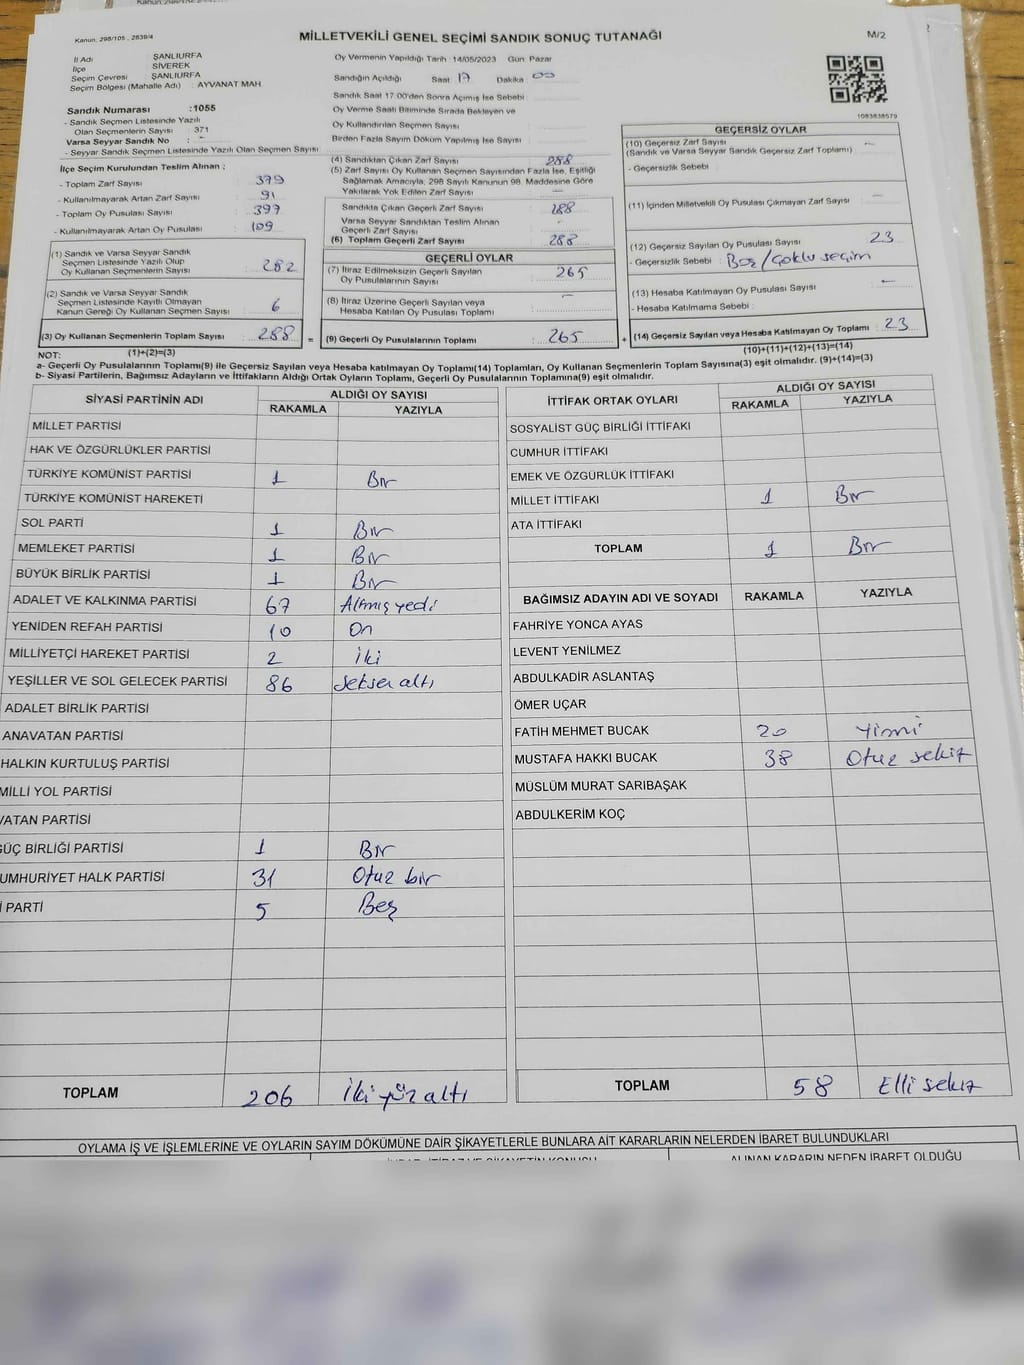 Kanun, 298/105 , 2839/4
MİLLETVEKİLİ GENEL SEÇİMİ SANDIK SONUÇ TUTANAĞI
M/2
İl Adı ŞANLIURFA
İlçe SİVEREK
Seçim Çevresi : ŞANLIURFA
Seçim Bölgesi (Mahalle Adı) : AYVANAT MAH
Sandık Numarası :1055
- Sandık Seçmen Listesinde Yazılı
Olan Seçmenlerin Sayısı : 371
Varsa Seyyar Sandık No : -
- Seyyar Sandık Seçmen Listesinde Yazılı Olan Seçmen Sayısı
İlçe Seçim Kurulundan Teslim Alınan ;
- Toplam Zarf Sayısı 379
- Kullanılmayarak Artan Zarf Sayısı 91
- Toplam Oy Pusulası Sayısı 397
- Kullanılmayarak Artan Oy Pusulası 109
(1) Sandık ve Varsa Seyyar Sandık
Seçmen Listesinde Yazılı Olup
Oy Kullanan Seçmenlerin Sayısı 282
(2) Sandık ve Varsa Seyyar Sandık
Seçmen Listesinde Kayıtlı Olmayan
Kanun Gereği Oy Kullanan Seçmen Sayısı 6
(3) Oy Kullanan Seçmenlerin Toplam Sayısı 288 =
Oy Vermenin Yapıldığı Tarih 14/05/2023 Gün Pazar
Sandığın Açıldığı Saat 17 Dakika 00
Sandık Saat 17.00'den Sonra Açımış İse Sebebi :
Oy Verme Saati Bitiminde Sırada Bekleyen ve
Oy Kullandırılan Seçmen Sayısı
Birden Fazla Sayım Döküm Yapılmış İse Sayısı
(4) Sandıktan Çıkan Zarf Sayısı 288
(5) Zarf Sayısı Oy Kullanan Seçmen Sayısından Fazla İse, Eşitliği
Sağlamak Amacıyla, 298 Sayılı Kanunun 98. Maddesine Göre
Yakılarak Yok Edilen Zarf Sayısı -
Sandıkta Çıkan Geçerli Zarf Sayısı 288
Varsa Seyyar Sandıktan Teslim Alınan
Geçerli Zarf Sayısı -
(6) Toplam Geçerli Zarf Sayısı 288
GEÇERLİ OYLAR
(7) İtiraz Edilmeksizin Geçerli Sayılan
Oy Pusulalarının Sayısı 265
(8) İtiraz Üzerine Geçerli Sayılan veya
Hesaba Katılan Oy Pusulası Toplamı -
(9) Geçerli Oy Pusulalarının Toplamı 265 +
1083838579
GEÇERSİZ OYLAR
(10) Geçersiz Zarf Sayısı -
(Sandık ve Varsa Seyyar Sandık Geçersiz Zarf Toplamı)
- Geçersizlik Sebebi
(11) İçinden Milletvekili Oy Pusulası Çıkmayan Zarf Sayısı -
(12) Geçersiz Sayılan Oy Pusulası Sayısı 23
- Geçersizlik Sebebi : Boş/Çoklu seçim
(13) Hesaba Katılmayan Oy Pusulası Sayısı -
- Hesaba Katılmama Sebebi :
(14) Geçersiz Sayılan veya Hesaba Katılmayan Oy Toplamı : 23
NOT: (1)+(2)=(3) (10)+(11)+(12)+(13)=(14)
a- Geçerli Oy Pusulalarının Toplamı(9) ile Geçersiz Sayılan veya Hesaba katılmayan Oy Toplamı(14) Toplamları, Oy Kullanan Seçmenlerin Toplam Sayısına(3) eşit olmalıdır. (9)+(14)=(3)
b- Siyasi Partilerin, Bağımsız Adayların ve İttifakların Aldığı Ortak Oyların Toplamı, Geçerli Oy Pusulalarının Toplamına(9) eşit olmalıdır.
SİYASİ PARTİNİN ADI ALDIĞI OY SAYISI
RAKAMLA YAZIYLA
MİLLET PARTİSİ
HAK VE ÖZGÜRLÜKLER PARTİSİ
TÜRKİYE KOMÜNİST PARTİSİ 1 Bir
TÜRKİYE KOMÜNİST HAREKETİ
SOL PARTİ 1 Bir
MEMLEKET PARTİSİ 1 Bir
BÜYÜK BİRLİK PARTİSİ 1 Bir
ADALET VE KALKINMA PARTİSİ 67 Altmış yedi
YENİDEN REFAH PARTİSİ 10 On
MİLLİYETÇİ HAREKET PARTİSİ 2 İki
YEŞİLLER VE SOL GELECEK PARTİSİ 86 Seksen altı
ADALET BİRLİK PARTİSİ
ANAVATAN PARTİSİ
HALKIN KURTULUŞ PARTİSİ
MİLLİ YOL PARTİSİ
VATAN PARTİSİ
GÜÇ BİRLİĞİ PARTİSİ 1 Bir
UMHURİYET HALK PARTİSİ 31 Otuz bir
İ PARTİ 5 Beş
TOPLAM 206 İki yüz altı
İTTİFAK ORTAK OYLARI ALDIĞI OY SAYISI
RAKAMLA YAZIYLA
SOSYALİST GÜÇ BİRLİĞİ İTTİFAKI
CUMHUR İTTİFAKI
EMEK VE ÖZGÜRLÜK İTTİFAKI
MİLLET İTTİFAKI 1 Bir
ATA İTTİFAKI
TOPLAM 1 Bir
BAĞIMSIZ ADAYIN ADI VE SOYADI RAKAMLA YAZIYLA
FAHRİYE YONCA AYAS
LEVENT YENİLMEZ
ABDULKADİR ASLANTAŞ
ÖMER UÇAR
FATİH MEHMET BUCAK 20 Yirmi
MUSTAFA HAKKI BUCAK 38 Otuz sekiz
MÜSLÜM MURAT SARIBAŞAK
ABDULKERİM KOÇ
TOPLAM 58 Elli sekiz
OYLAMA İŞ VE İŞLEMLERİNE VE OYLARIN SAYIM DÖKÜMÜNE DAİR ŞİKAYETLERLE BUNLARA AİT KARARLARIN NELERDEN İBARET BULUNDUKLARI
ALINAN KARARIN NEDEN İBARET OLDUĞU